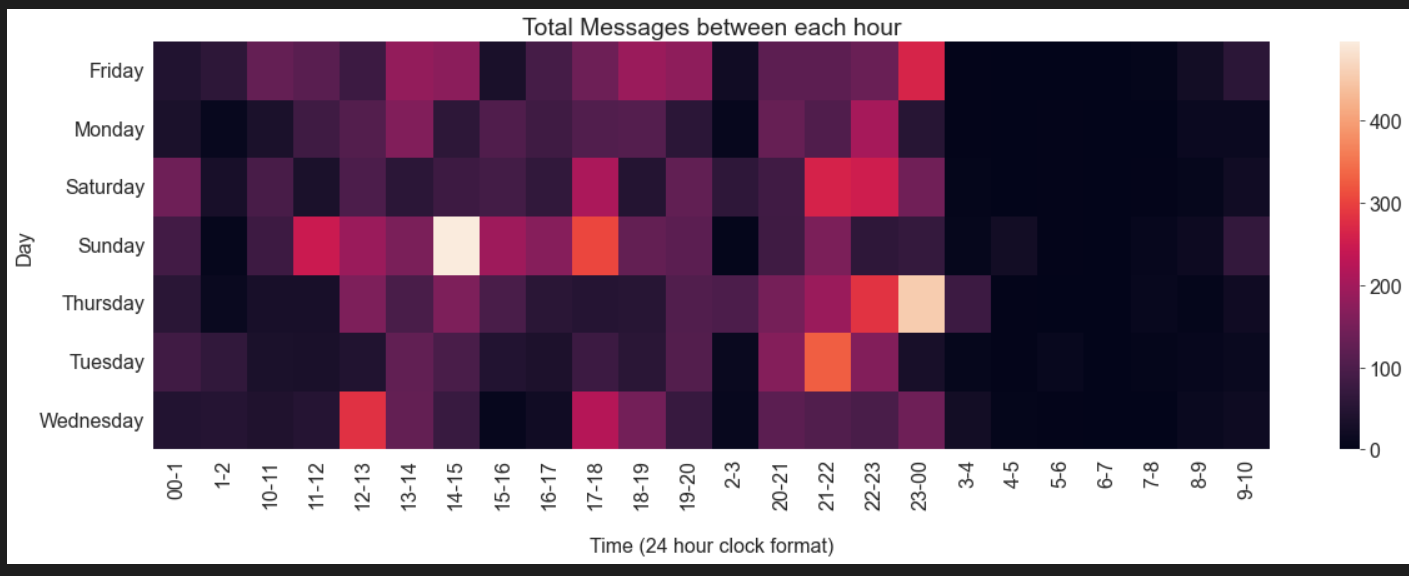 Total Messages between each hour
Friday
Monday
Saturday
Sunday
Thursday
Tuesday
Wednesday
Day
00-1
1-2
10-11
11-12
12-13
13-14
14-15
15-16
16-17
17-18
18-19
19-20
2-3
20-21
21-22
22-23
23-00
3-4
4-5
5-6
6-7
7-8
8-9
9-10
Time (24 hour clock format)
400
300
200
100
0